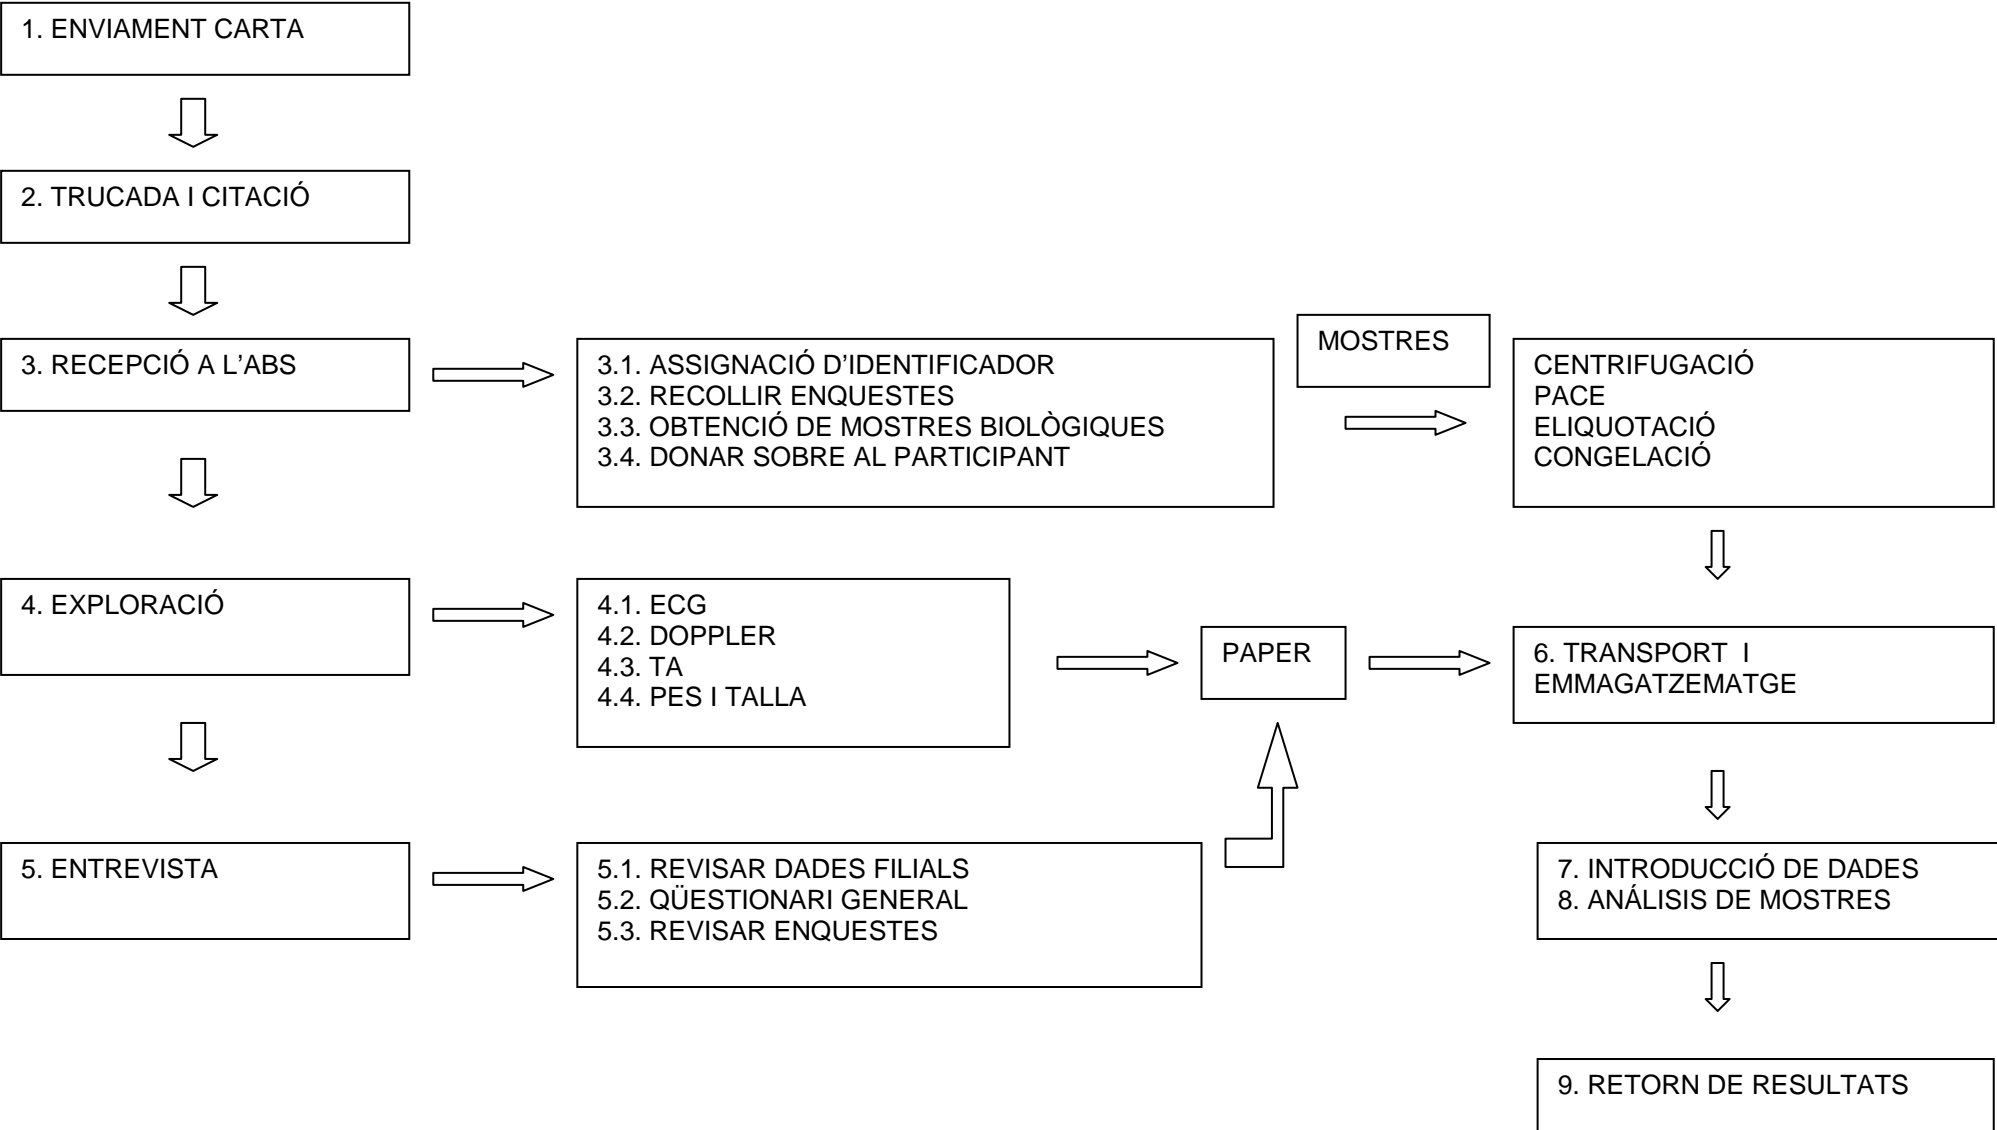 1. ENVIAMENT CARTA
2. TRUCADA I CITACIÓ
3. RECEPCIÓ A L'ABS
3.1. ASSIGNACIÓ D'IDENTIFICADOR
3.2. RECOLLIR ENQUESTES
3.3. OBTENCIÓ DE MOSTRES BIOLÒGIQUES
3.4. DONAR SOBRE AL PARTICIPANT
MOSTRES
CENTRIFUGACIÓ
PACE
ELIQUOTACIÓ
CONGELACIÓ
4. EXPLORACIÓ
4.1. ECG
4.2. DOPPLER
4.3. TA
4.4. PES I TALLA
PAPER
6. TRANSPORT I
EMMAGATZEMATGE
5. ENTREVISTA
5.1. REVISAR DADES FILIALS
5.2. QÜESTIONARI GENERAL
5.3. REVISAR ENQUESTES
7. INTRODUCCIÓ DE DADES
8. ANÁLISIS DE MOSTRES
9. RETORN DE RESULTATS